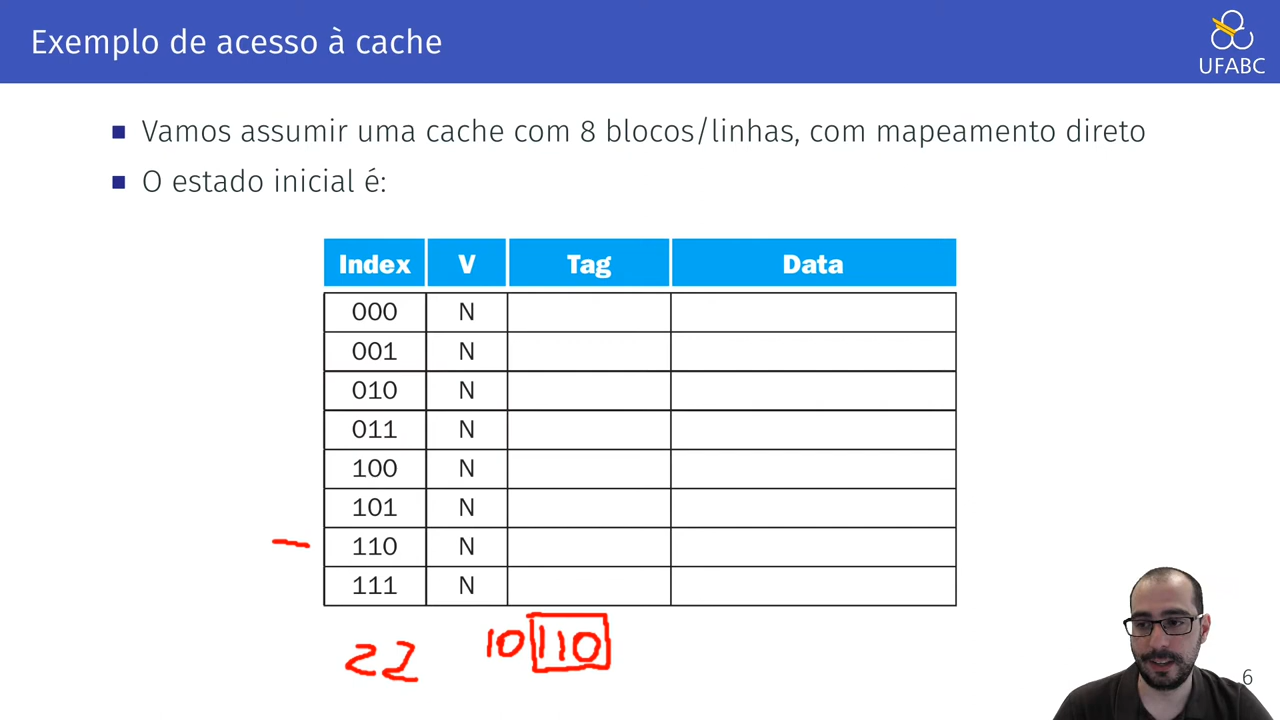 Exemplo de acesso à cache
UFABC
Vamos assumir uma cache com 8 blocos/linhas, com mapeamento direto
O estado inicial é:
Index V Tag Data
000 N
001 N
010 N
011 N
100 N
101 N
110 N
111 N
22 10110
6